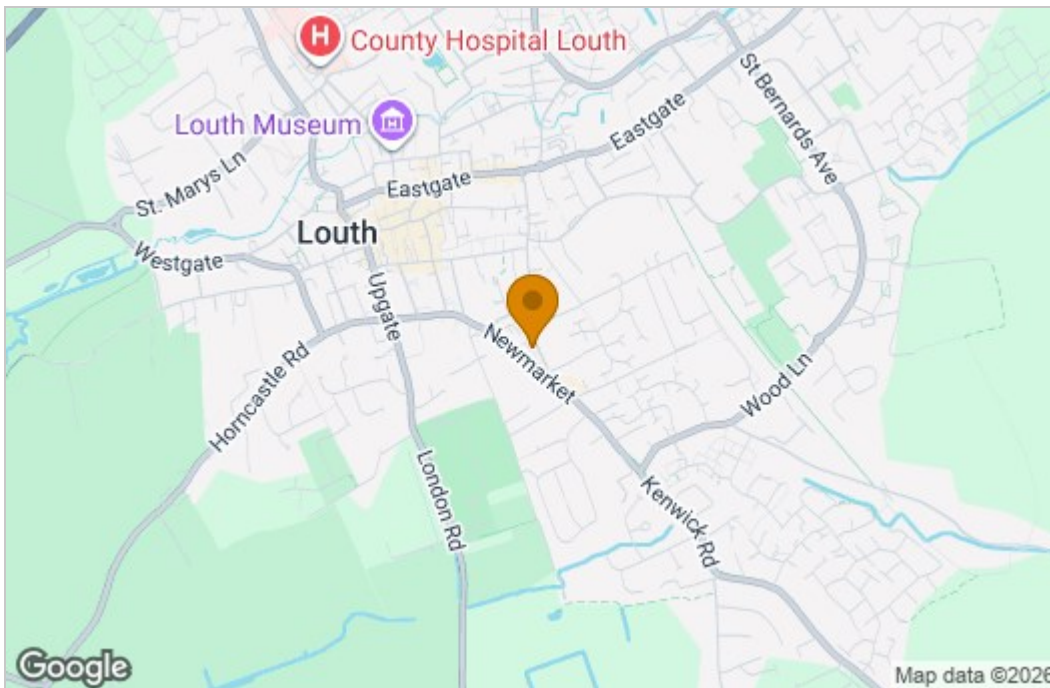 H County Hospital Louth
Louth Museum
St Bernards Ave
Eastgate
St. Marys Ln
Eastgate
Louth
Westgate
Upgate
Newmarket
Horncastle Rd
Wood Ln
London Rd
Kenwick Rd
Google
Map data ©2026